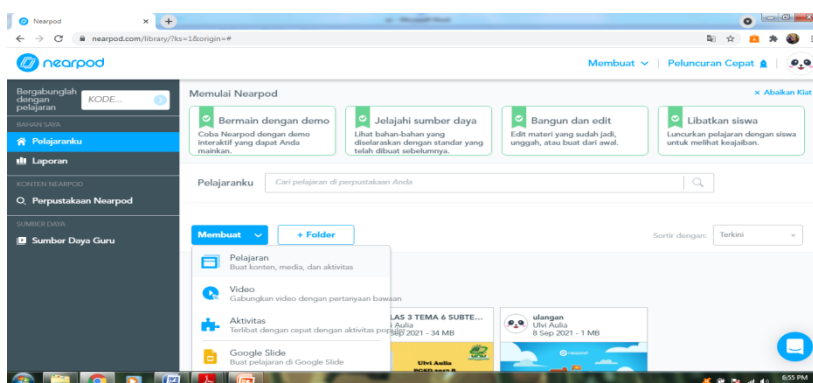 Nearpod
nearpod.com/library/?ks=1&origin=#
nearpod
Membuat
Peluncuran Cepat
Bergabunglah dengan pelajaran
KODE...
BAHAN SAYA
Pelajaranku
Laporan
KONTEN NEARPOD
Perpustakaan Nearpod
SUMBER DAYA
Sumber Daya Guru
Memulai Nearpod
× Abaikan Kiat
Bermain dengan demo
Coba Nearpod dengan demo
interaktif yang dapat Anda
mainkan.
Jelajahi sumber daya
Lihat bahan-bahan yang
diselaraskan dengan standar yang
telah dibuat sebelumnya.
Bangun dan edit
Edit materi yang sudah jadi,
unggah, atau buat dari awal.
Libatkan siswa
Luncurkan pelajaran dengan siswa
untuk melihat keajaiban.
Pelajaranku
Cari pelajaran di perpustakaan Anda
Membuat
+ Folder
Sortir dengan:
Terkini
Pelajaran
Buat konten, media, dan aktivitas
Video
Gabungkan video dengan pertanyaan bawaan
Aktivitas
Terlibat dengan cepat dengan aktivitas populer
Google Slide
Buat pelajaran di Google Slide
LAS 3 TEMA 6 SUBTE...
i Aulia
Sep 2021 - 34 MB
Ulvi Aulia
ulangan
Ulvi Aulia
8 Sep 2021 - 1 MB
nearpod
6:55 PM